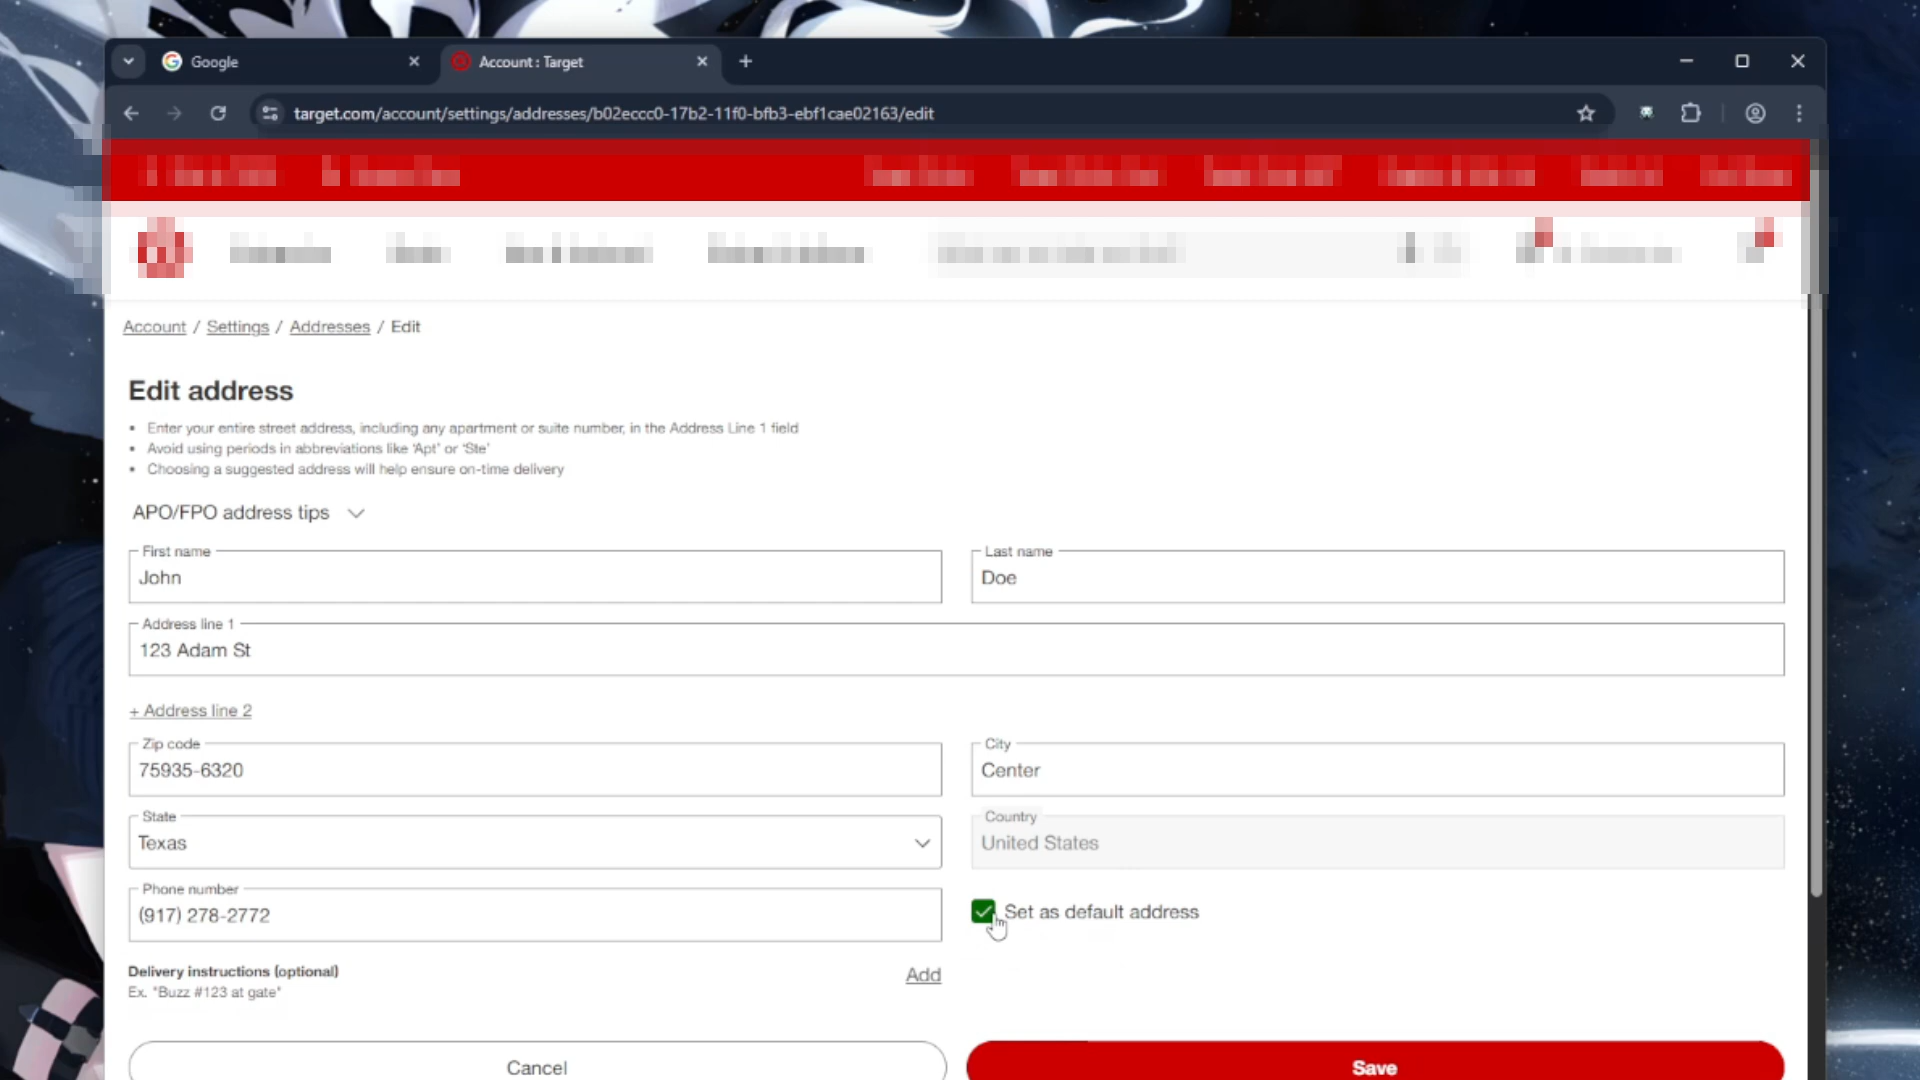 Google
Account : Target
target.com/account/settings/addresses/b02eccc0-17b2-11f0-bfb3-ebf1cae02163/edit
Account / Settings / Addresses / Edit
Edit address
• Enter your entire street address, including any apartment or suite number, in the Address Line 1 field
• Avoid using periods in abbreviations like 'Apt' or 'Ste'
• Choosing a suggested address will help ensure on-time delivery
APO/FPO address tips
First name
John
Last name
Doe
Address line 1
123 Adam St
+ Address line 2
Zip code
75935-6320
City
Center
State
Texas
Country
United States
Phone number
(917) 278-2772
Set as default address
Delivery instructions (optional)
Add
Ex. "Buzz #123 at gate"
Cancel
Save